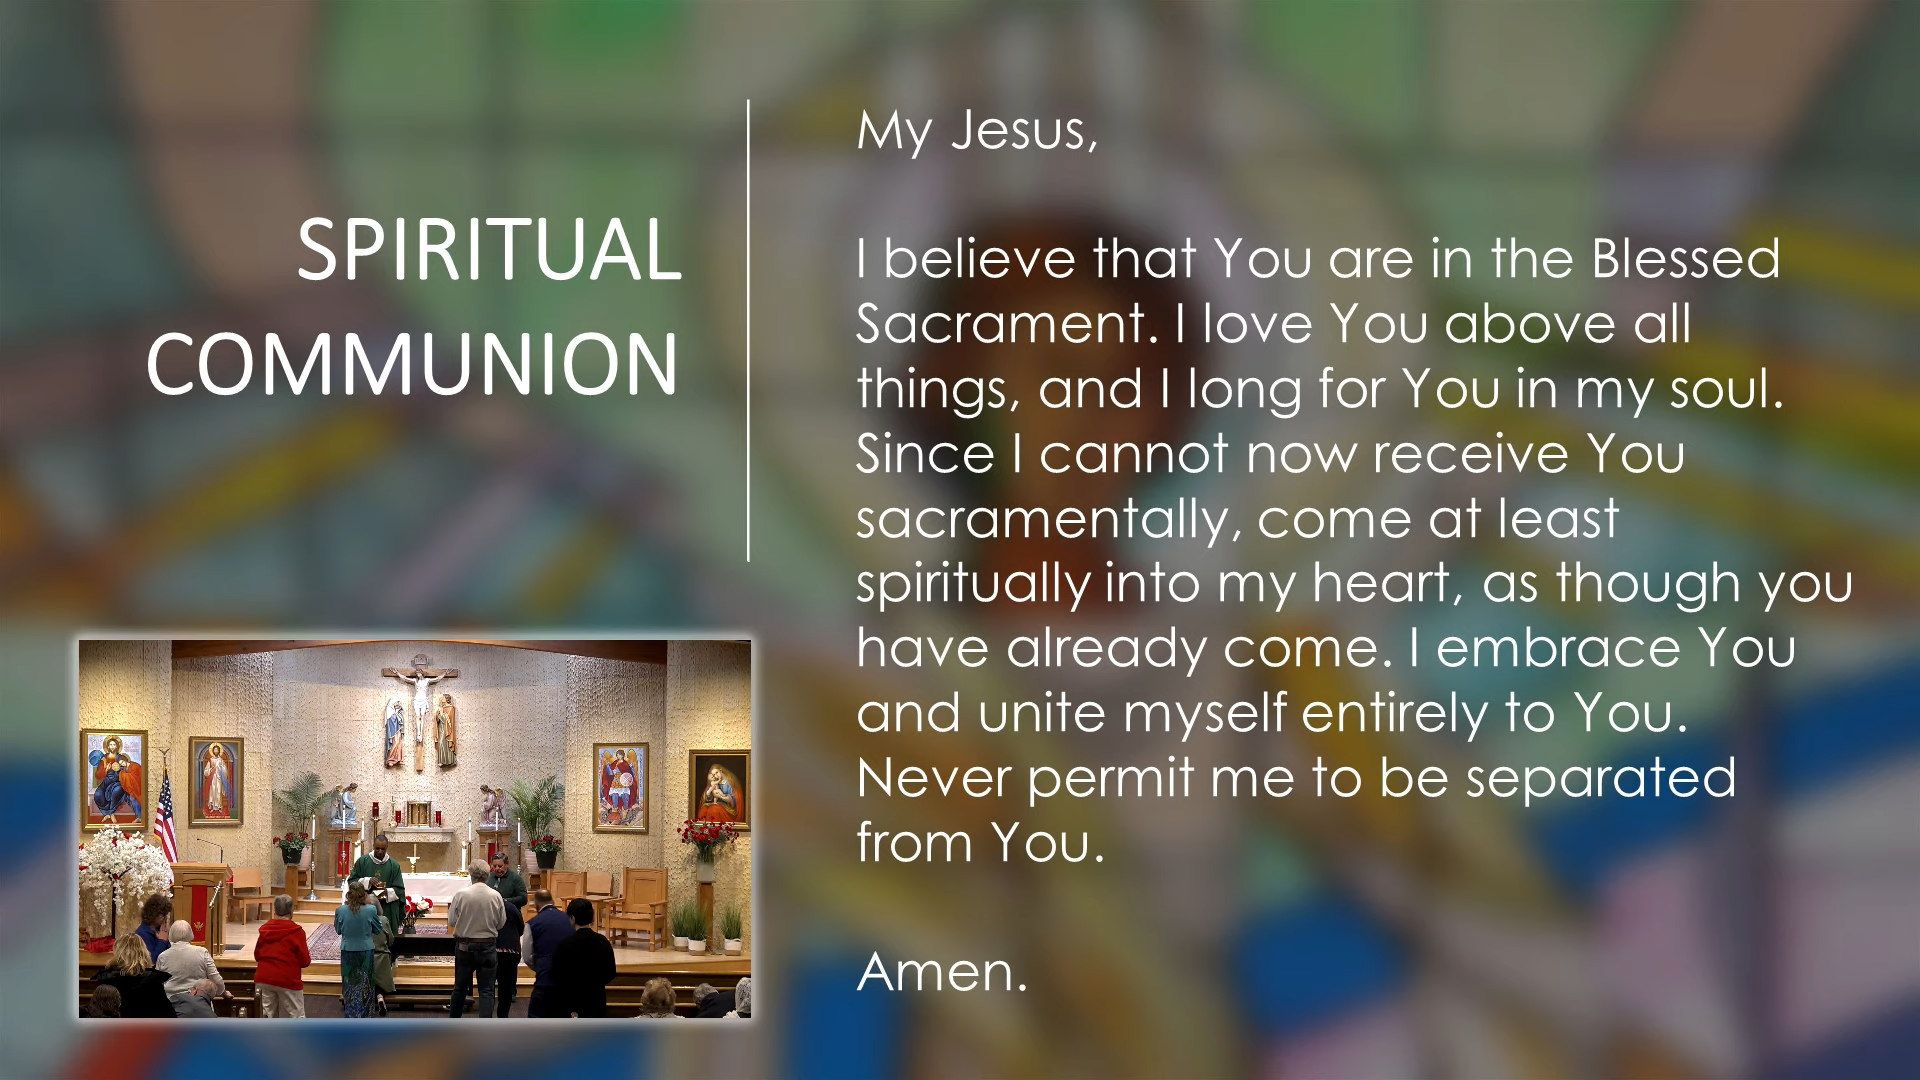 SPIRITUAL
COMMUNION
My Jesus,
I believe that You are in the Blessed
Sacrament. I love You above all
things, and I long for You in my soul.
Since I cannot now receive You
sacramentally, come at least
spiritually into my heart, as though you
have already come. I embrace You
and unite myself entirely to You.
Never permit me to be separated
from You.
Amen.